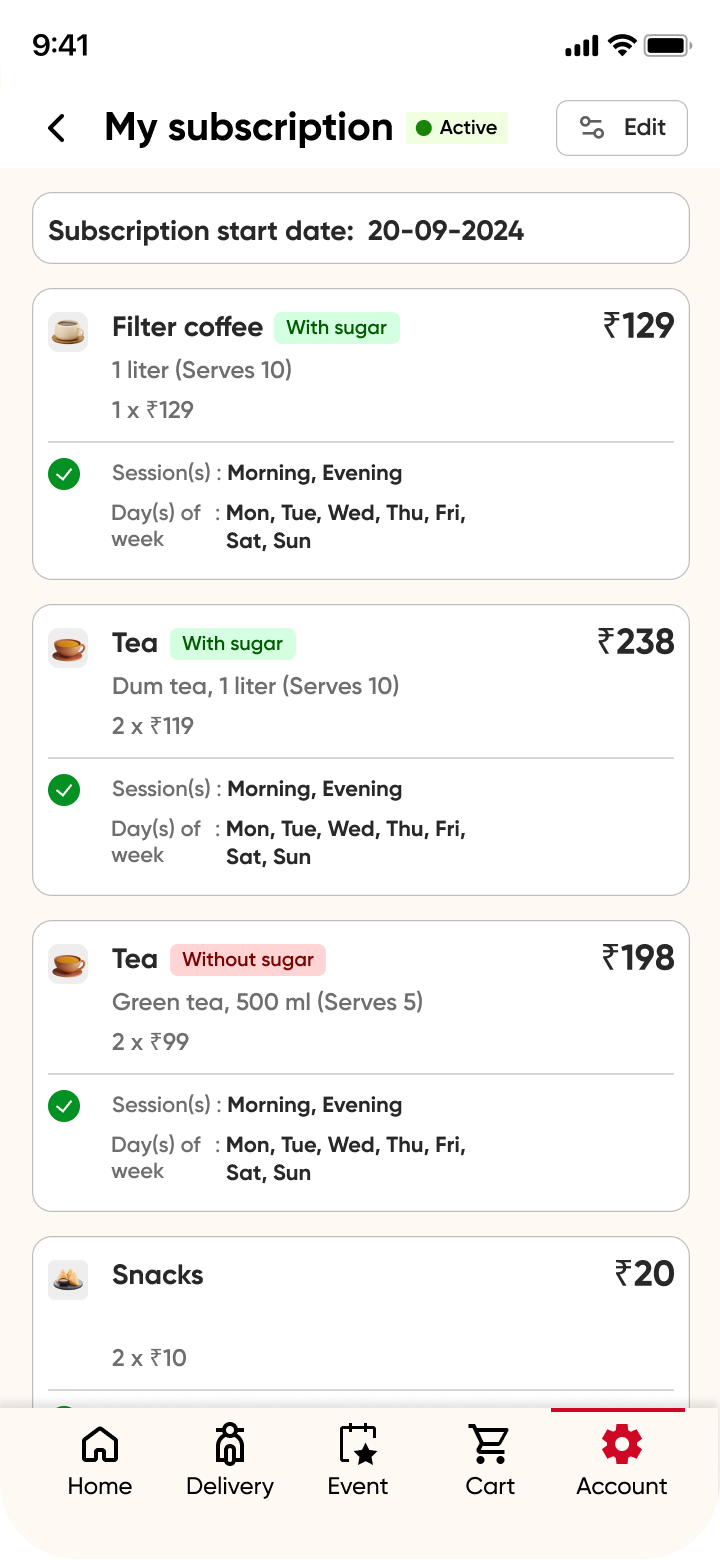 9:41
My subscription
Active
Edit
Subscription start date: 20-09-2024
Filter coffee With sugar ₹129
1 liter (Serves 10)
1 x ₹129
Session(s) : Morning, Evening
Day(s) of week : Mon, Tue, Wed, Thu, Fri,
Sat, Sun
Tea With sugar ₹238
Dum tea, 1 liter (Serves 10)
2 x ₹119
Session(s) : Morning, Evening
Day(s) of week : Mon, Tue, Wed, Thu, Fri,
Sat, Sun
Tea Without sugar ₹198
Green tea, 500 ml (Serves 5)
2 x ₹99
Session(s) : Morning, Evening
Day(s) of week : Mon, Tue, Wed, Thu, Fri,
Sat, Sun
Snacks ₹20
2 x ₹10
Home Delivery Event Cart Account